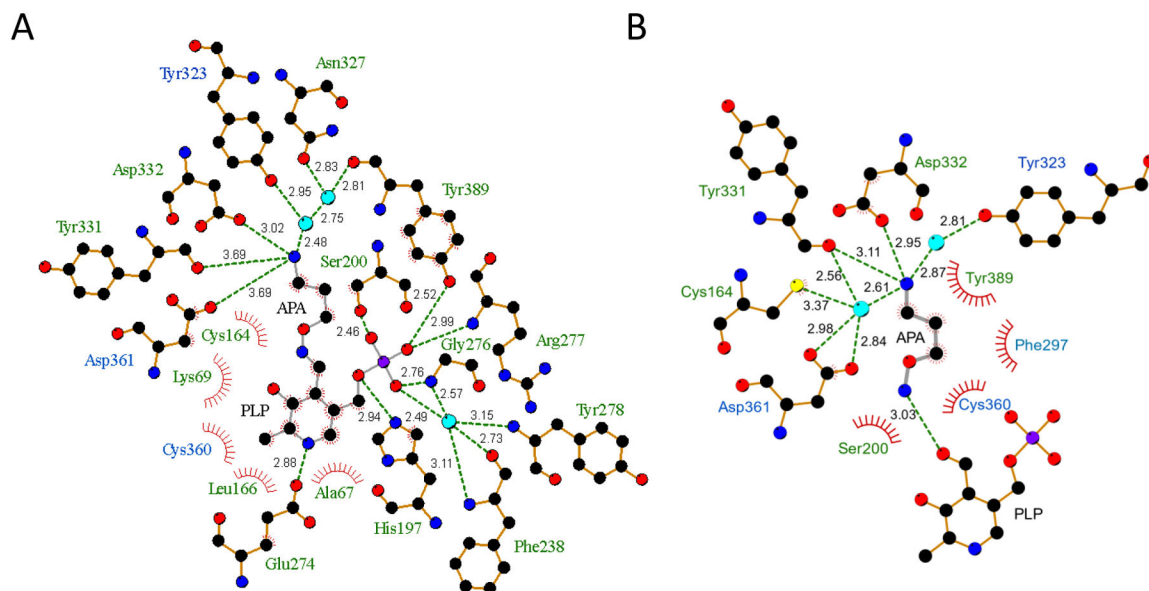 A
Tyr323
Asn327
2.83
2.81
Asp332
2.95
2.75
Tyr389
3.02
2.48
Tyr331
3.69
Ser200
2.52
3.69
APA
Cys164
2.46
2.99
Asp361
Gly276
Arg277
Lys69
2.76
2.57
PLP
2.94
2.49
3.15
Tyr278
Cys360
2.73
2.88
3.11
Leu166
Ala67
His197
Glu274
Phe238
B
Asp332
Tyr323
Tyr331
2.81
3.11
2.95
2.56
2.87
Tyr389
2.61
Cys164
3.37
2.98
APA
2.84
Phe297
Asp361
Cys360
3.03
Ser200
PLP